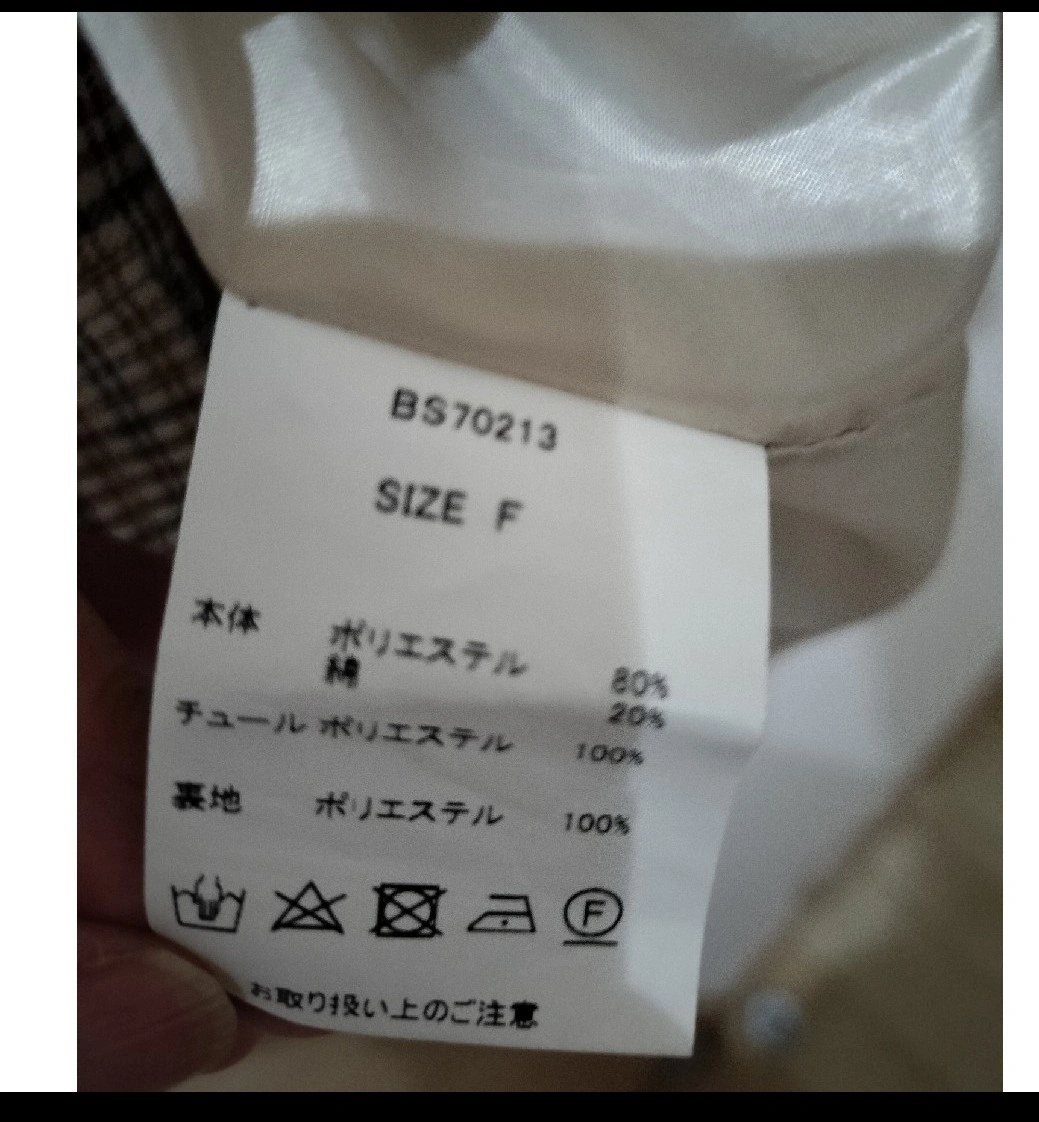 BS70213
SIZE F
本体 ポリエステル 80%
綿 20%
チュール ポリエステル 100%
裏地 ポリエステル 100%
F
お取り扱い上のご注意